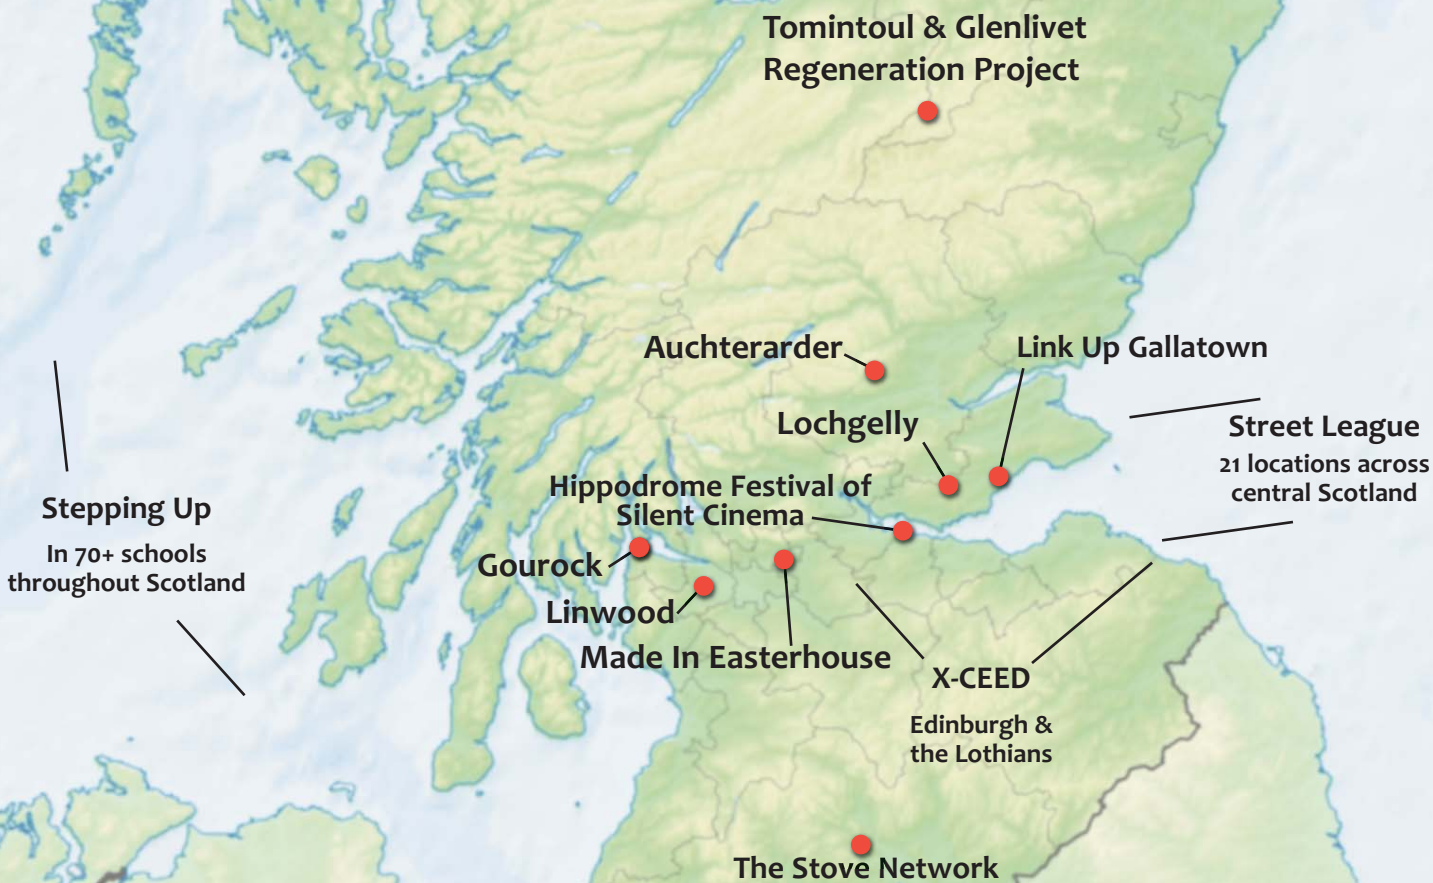 Tomintoul & Glenlivet
Regeneration Project
Auchterarder
Link Up Gallatown
Lochgelly
Street League
21 locations across
central Scotland
Hippodrome Festival of
Silent Cinema
Stepping Up
In 70+ schools
throughout Scotland
Gourock
Linwood
Made In Easterhouse
X-CEED
Edinburgh &
the Lothians
The Stove Network